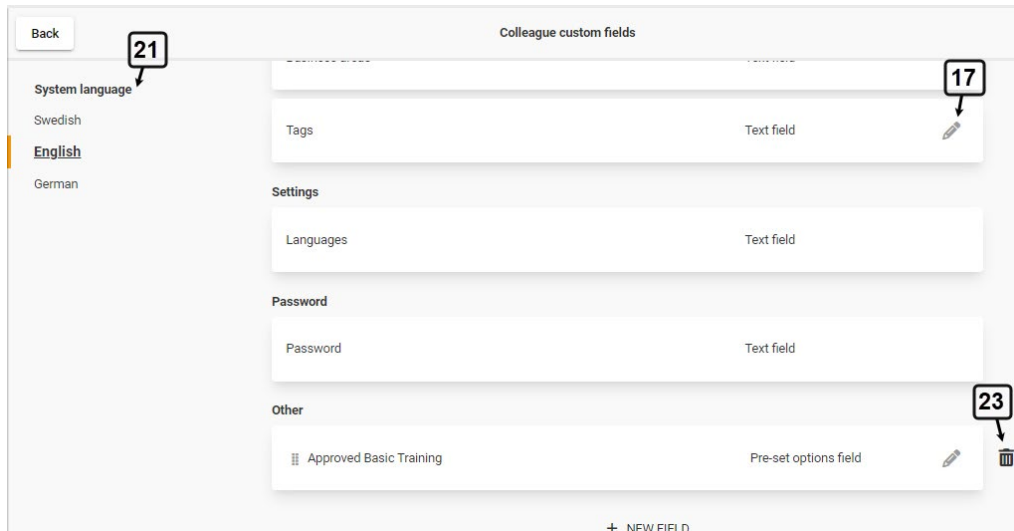 Back
Colleague custom fields
21
System language
Swedish
English
German
17
Tags Text field
Settings
Languages Text field
Password
Password Text field
Other
23
Approved Basic Training Pre-set options field
+ NEW FIELD